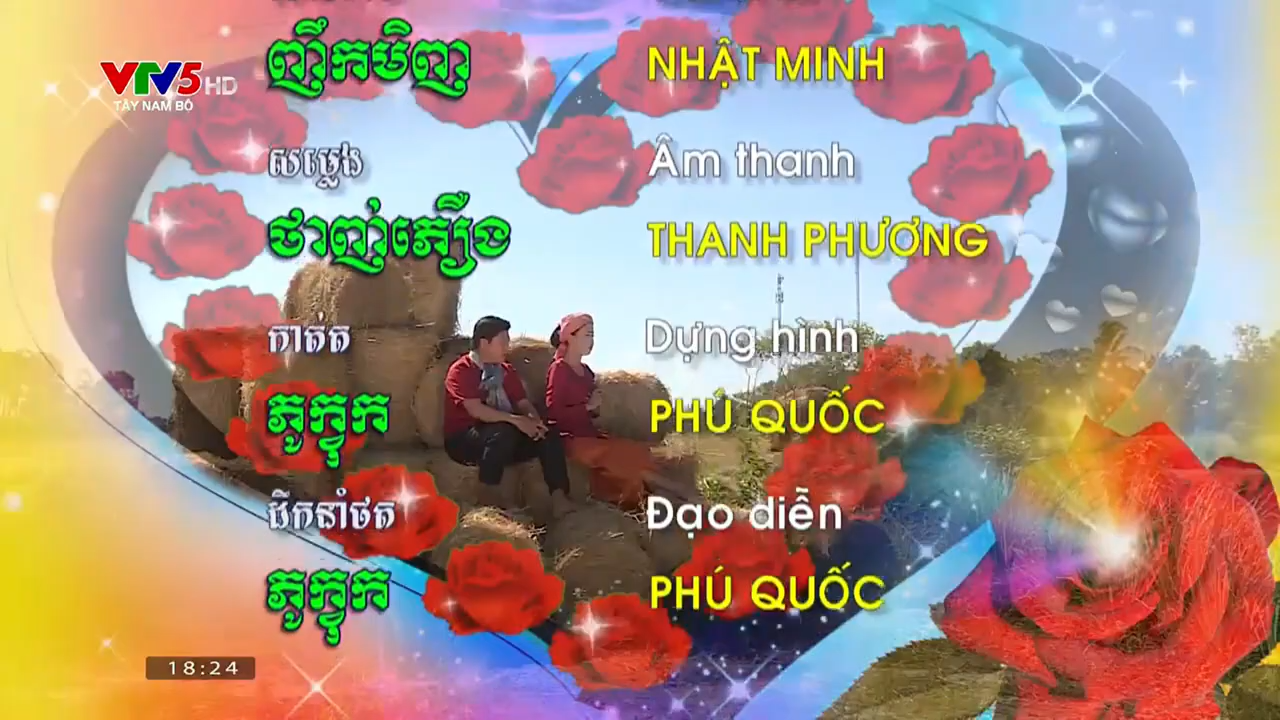 VTV5 HD
TÂY NAM BỘ
ញឹកមិញ NHẬT MINH
សម្លេង Âm thanh
ថាញ់ភឿង THANH PHƯƠNG
កាត់ត Dựng hình
ភូក្វុក PHÚ QUỐC
ដឹកនាំថត Đạo diễn
ភូក្វុក PHÚ QUỐC
18:24